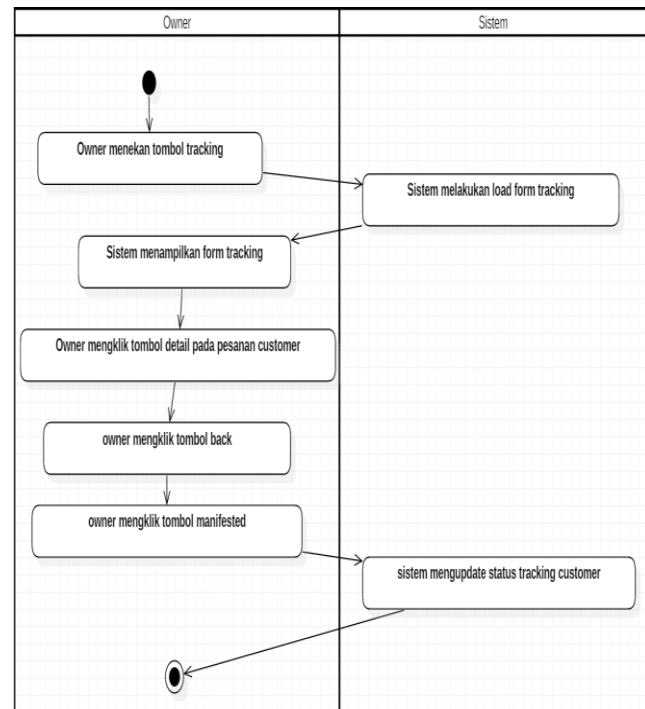 Owner
Sistem
Owner menekan tombol tracking
Sistem melakukan load form tracking
Sistem menampilkan form tracking
Owner mengklik tombol detail pada pesanan customer
owner mengklik tombol back
owner mengklik tombol manifested
sistem mengupdate status tracking customer